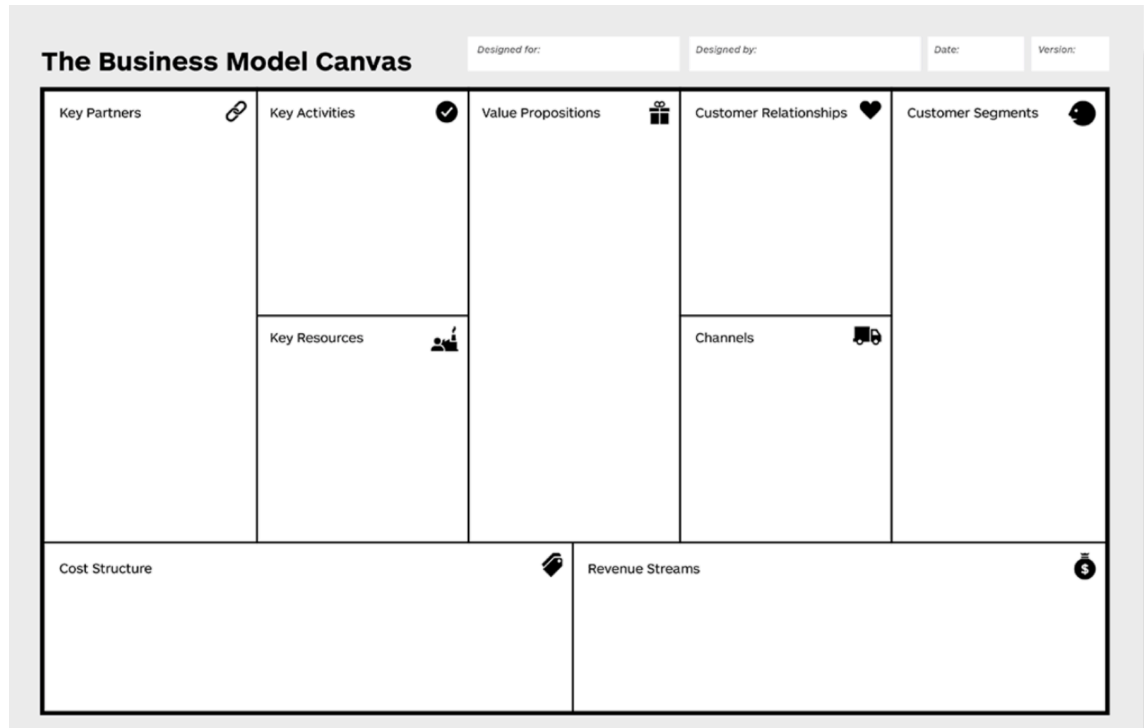 The Business Model Canvas
Designed for:
Designed by:
Date:
Version:
Key Partners
Key Activities
Value Propositions
Customer Relationships
Customer Segments
Key Resources
Channels
Cost Structure
Revenue Streams
$